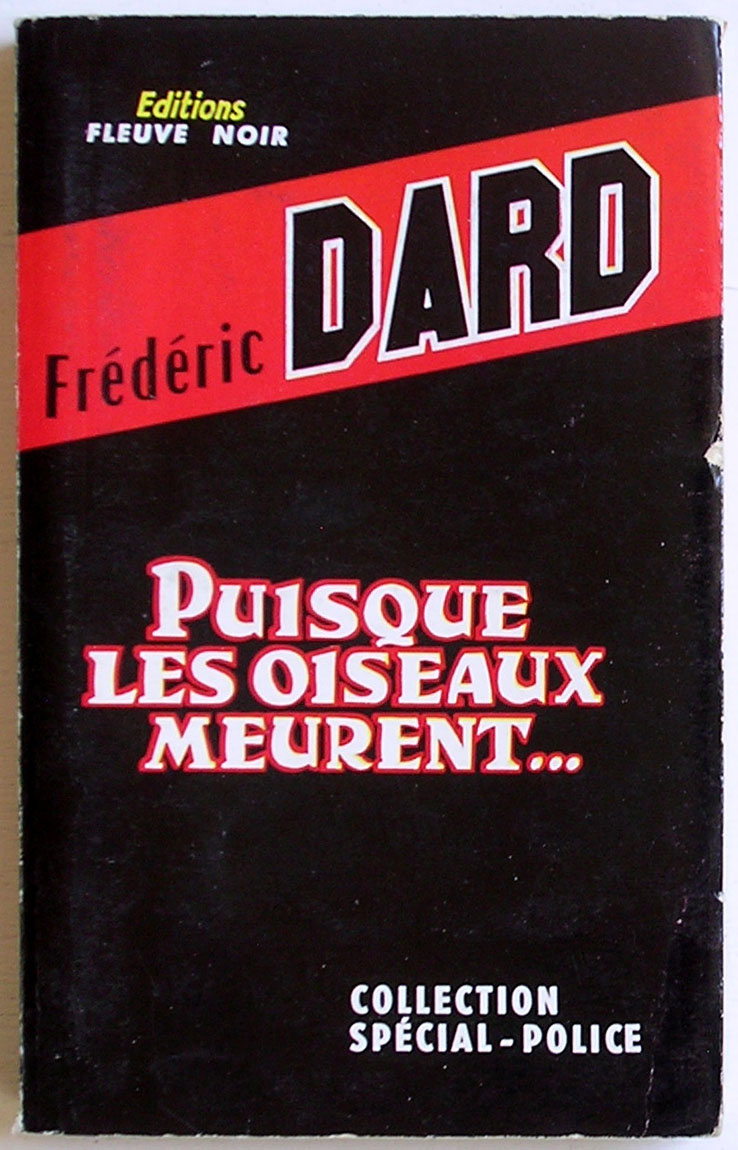 Editions
FLEUVE NOIR
Frédéric DARD
PUISQUE
LES OISEAUX
MEURENT...
COLLECTION
SPÉCIAL-POLICE